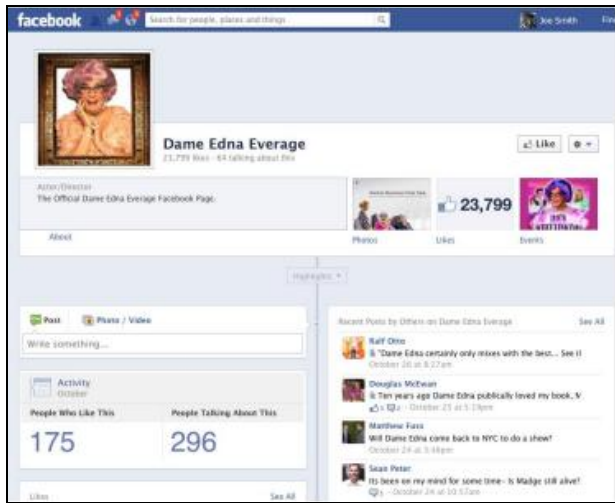 facebook
Search for people, places and things
Joe Smith
Dame Edna Everage
23,799 likes · 64 talking about this
Like
Actor/Director
The Official Dame Edna Everage Facebook Page.
About
23,799
Photos
Likes
Events
Highlights
Post
Photo / Video
Write something...
Activity
October
People Who Like This
People Talking About This
175
296
Likes
See All
Recent Posts by Others on Dame Edna Everage
See All
Ralf Otto
"Dame Edna certainly only mixes with the best... See it
October 26 at 8:27am
Douglas McEwan
Ten years ago Dame Edna publically loved my book,
October 25 at 5:29pm
Matthew Fass
Will Dame Edna come back to NYC to do a show?
October 24 at 3:46pm
Sean Peter
Its been on my mind for some time- Is Madge still alive?
October 24 at 10:57am